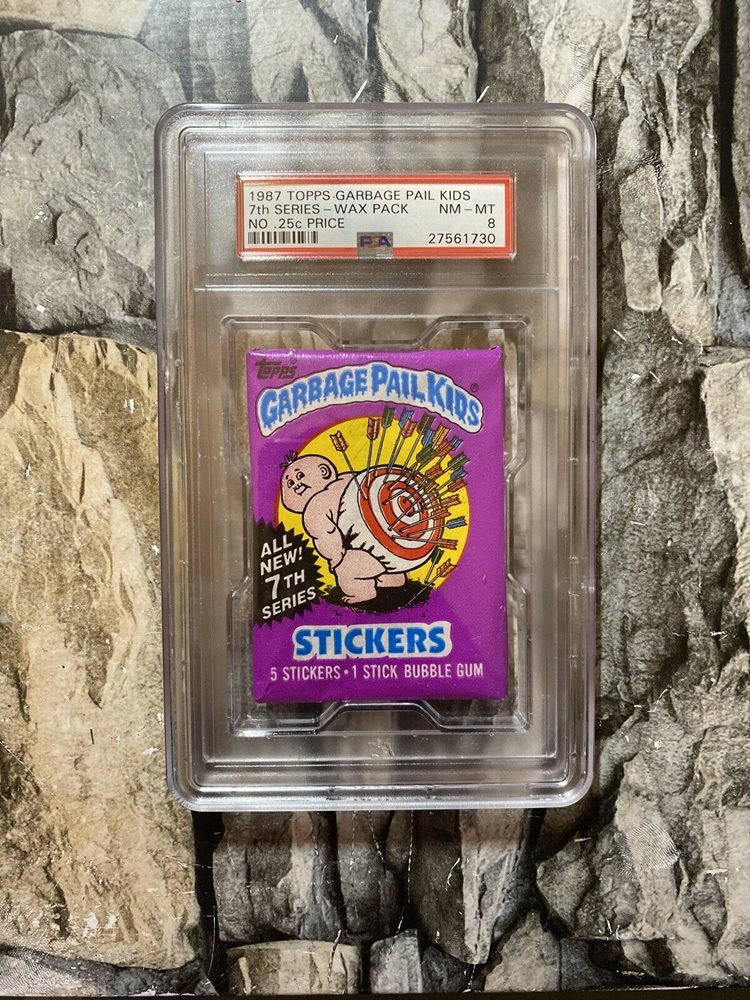 1987 TOPPS-GARBAGE PAIL KIDS
7th SERIES-WAX PACK NM-MT
NO .25c PRICE 8
PSA 27561730
Topps®
GARBAGE PAIL KIDS®
ALL
NEW!
7TH
SERIES
STICKERS
5 STICKERS • 1 STICK BUBBLE GUM